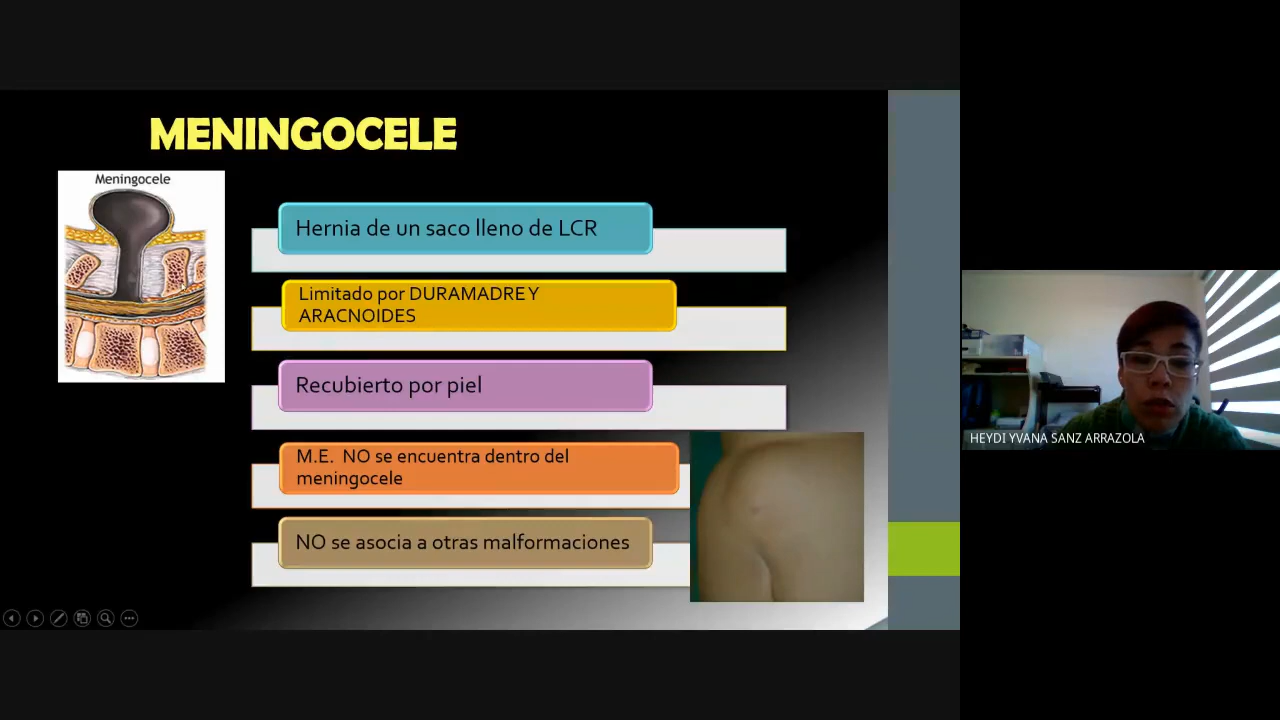 MENINGOCELE
Meningocele
Hernia de un saco lleno de LCR
Limitado por DURAMADRE Y
ARACNOIDES
Recubierto por piel
M.E. NO se encuentra dentro del
meningocele
NO se asocia a otras malformaciones
HEYDI YVANA SANZ ARRAZOLA